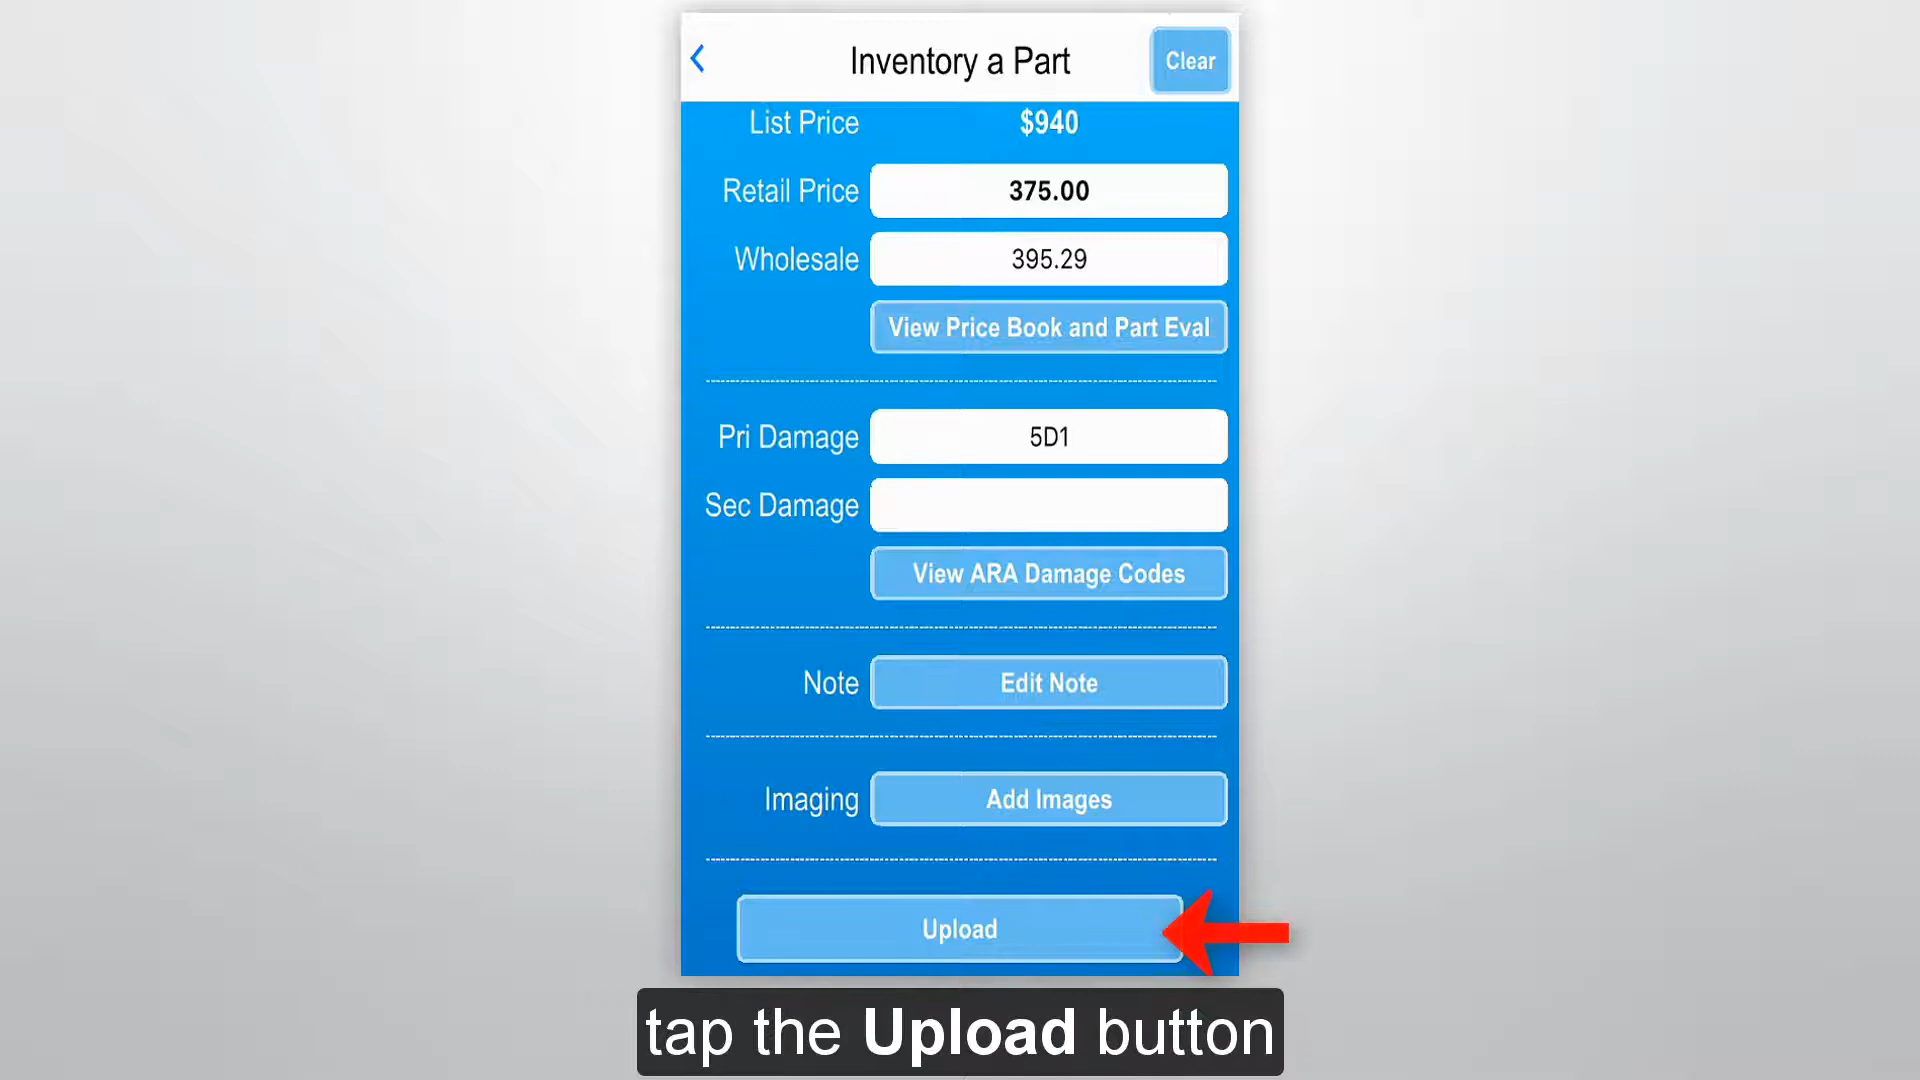 Inventory a Part
Clear
List Price $940
Retail Price 375.00
Wholesale 395.29
View Price Book and Part Eval
Pri Damage 5D1
Sec Damage
View ARA Damage Codes
Note Edit Note
Imaging Add Images
Upload
tap the Upload button